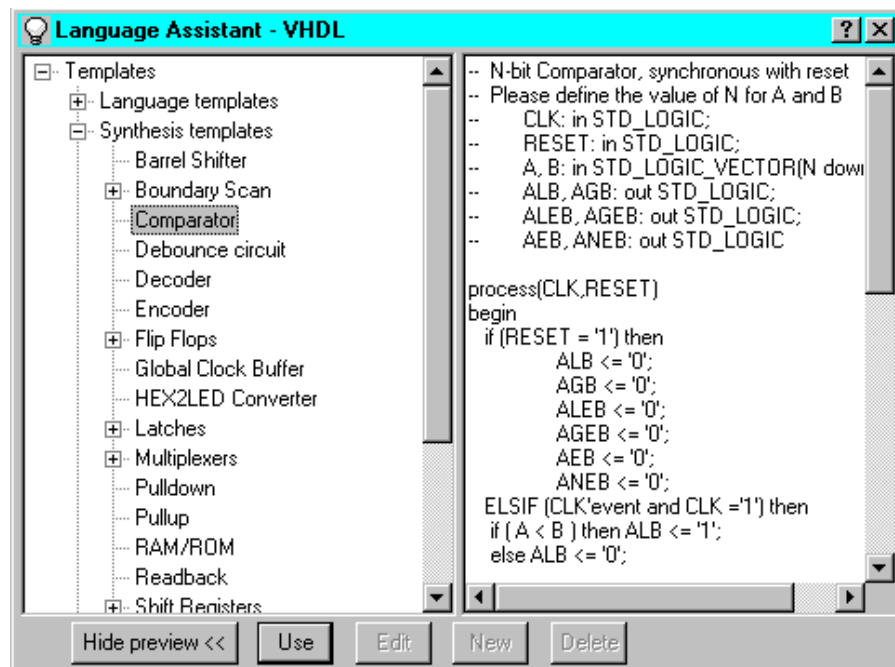 Language Assistant - VHDL
Templates
Language templates
Synthesis templates
Barrel Shifter
Boundary Scan
Comparator
Debounce circuit
Decoder
Encoder
Flip Flops
Global Clock Buffer
HEX2LED Converter
Latches
Multiplexers
Pulldown
Pullup
RAM/ROM
Readback
Shift Registers
-- N-bit Comparator, synchronous with reset
-- Please define the value of N for A and B
-- CLK: in STD_LOGIC;
-- RESET: in STD_LOGIC;
-- A, B: in STD_LOGIC_VECTOR(N dow
-- ALB, AGB: out STD_LOGIC;
-- ALEB, AGEB: out STD_LOGIC;
-- AEB, ANEB: out STD_LOGIC
process(CLK,RESET)
begin
if (RESET = '1') then
ALB <= '0';
AGB <= '0';
ALEB <= '0';
AGEB <= '0';
AEB <= '0';
ANEB <= '0';
ELSIF (CLK'event and CLK ='1') then
if ( A < B ) then ALB <= '1';
else ALB <= '0';
Hide preview <<
Use
Edit
New
Delete